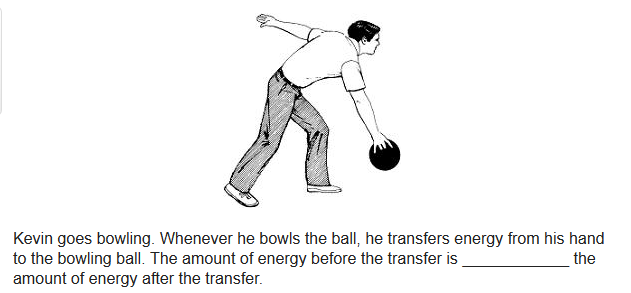 Kevin goes bowling. Whenever he bowls the ball, he transfers energy from his hand
to the bowling ball. The amount of energy before the transfer is _____________ the
amount of energy after the transfer.